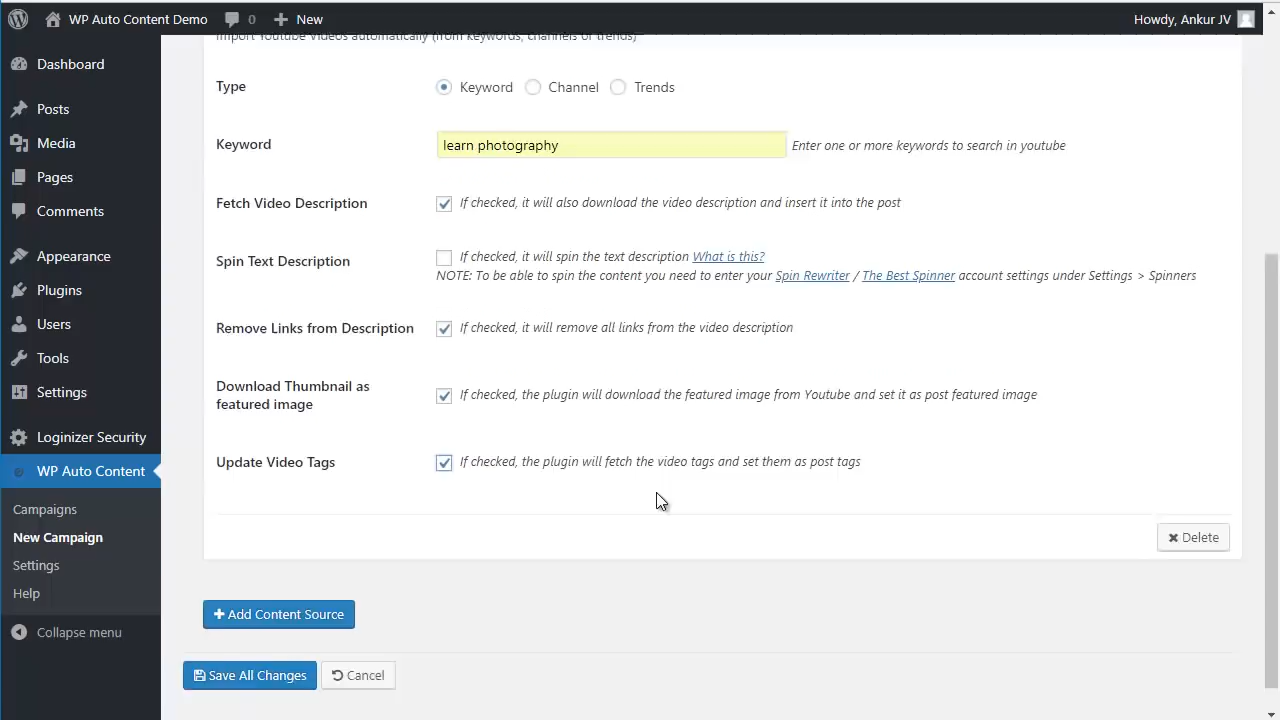 WP Auto Content Demo 0 New Howdy, Ankur JV
Import Youtube Videos automatically (from keywords, channels or trends)
Dashboard
Posts
Media
Pages
Comments
Appearance
Plugins
Users
Tools
Settings
Loginizer Security
WP Auto Content
Campaigns
New Campaign
Settings
Help
Collapse menu
Type Keyword Channel Trends
Keyword learn photography Enter one or more keywords to search in youtube
Fetch Video Description If checked, it will also download the video description and insert it into the post
Spin Text Description If checked, it will spin the text description What is this?
NOTE: To be able to spin the content you need to enter your Spin Rewriter / The Best Spinner account settings under Settings > Spinners
Remove Links from Description If checked, it will remove all links from the video description
Download Thumbnail as
featured image If checked, the plugin will download the featured image from Youtube and set it as post featured image
Update Video Tags If checked, the plugin will fetch the video tags and set them as post tags
Delete
Add Content Source
Save All Changes Cancel